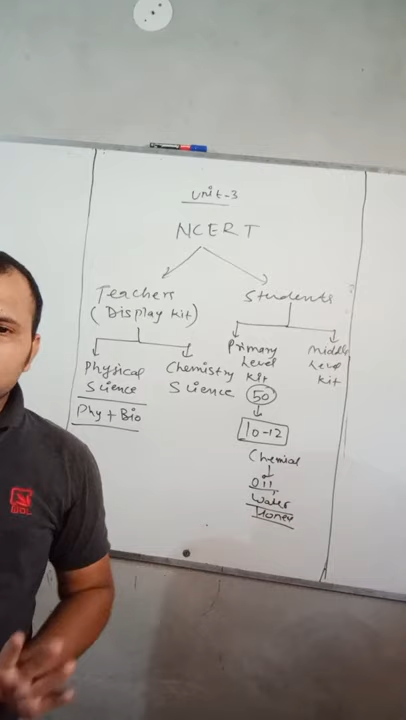 Unit-3
NCERT
Teachers
(Display Kit)
Physical
Science
Phy + Bio
Chemistry
Science
Students
Primary
Level
Kit
50
10-12
Chemical
Oil
Water
Honey
Middle
Level
Kit